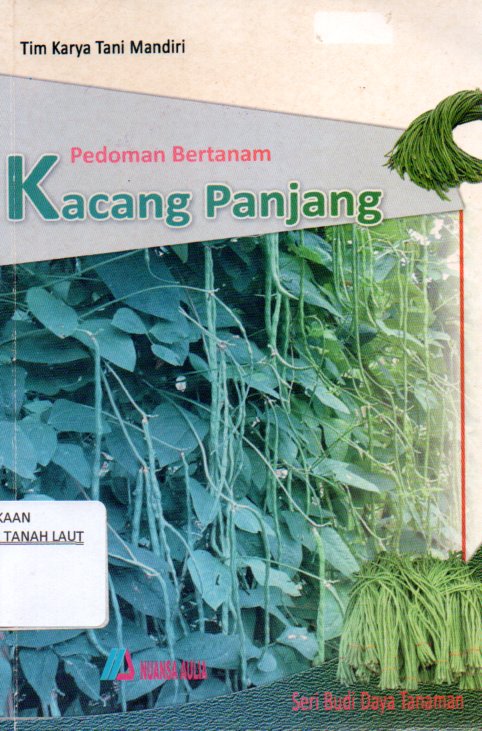 Tim Karya Tani Mandiri
Pedoman Bertanam
Kacang Panjang
KAAN
TANAH LAUT
NUANSA AULIA
Seri Budi Daya Tanaman